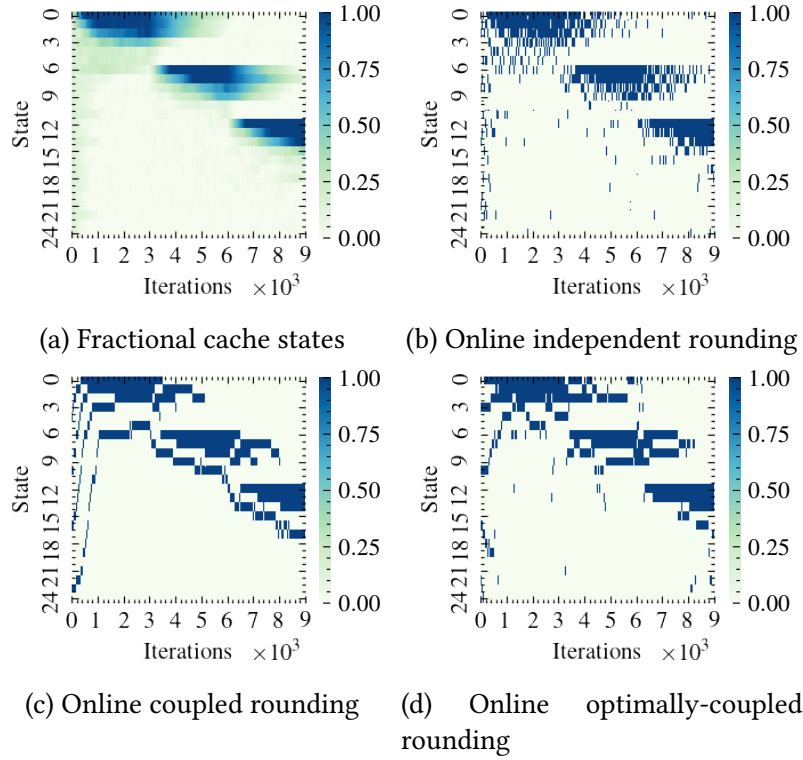 0 3 6 9 12 15 18 21 24
State
1.00
0.75
0.50
0.25
0.00
0 1 2 3 4 5 6 7 8 9
Iterations ×10³
(a) Fractional cache states
0 3 6 9 12 15 18 21 24
State
1.00
0.75
0.50
0.25
0.00
0 1 2 3 4 5 6 7 8 9
Iterations ×10³
(b) Online independent rounding
0 3 6 9 12 15 18 21 24
State
1.00
0.75
0.50
0.25
0.00
0 1 2 3 4 5 6 7 8 9
Iterations ×10³
(c) Online coupled rounding
0 3 6 9 12 15 18 21 24
State
1.00
0.75
0.50
0.25
0.00
0 1 2 3 4 5 6 7 8 9
Iterations ×10³
(d) Online optimally-coupled
rounding